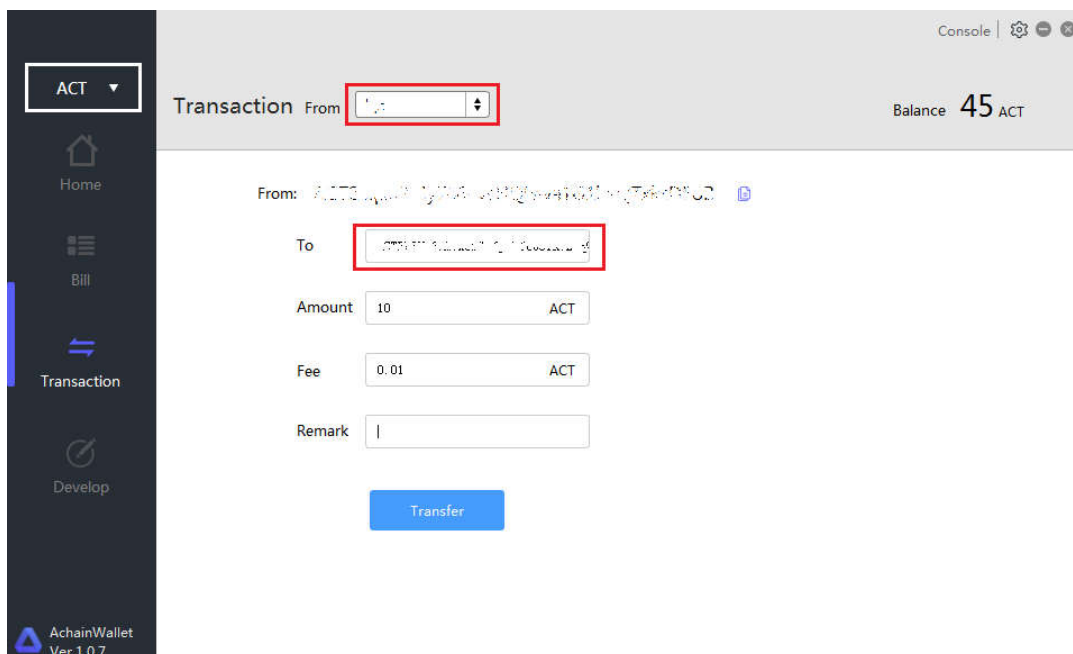 Console
ACT
Transaction From
Balance 45 ACT
Home
From:
To
Bill
Amount 10 ACT
Fee 0.01 ACT
Transaction
Remark
Develop
Transfer
AchainWallet
Ver 1.0.7